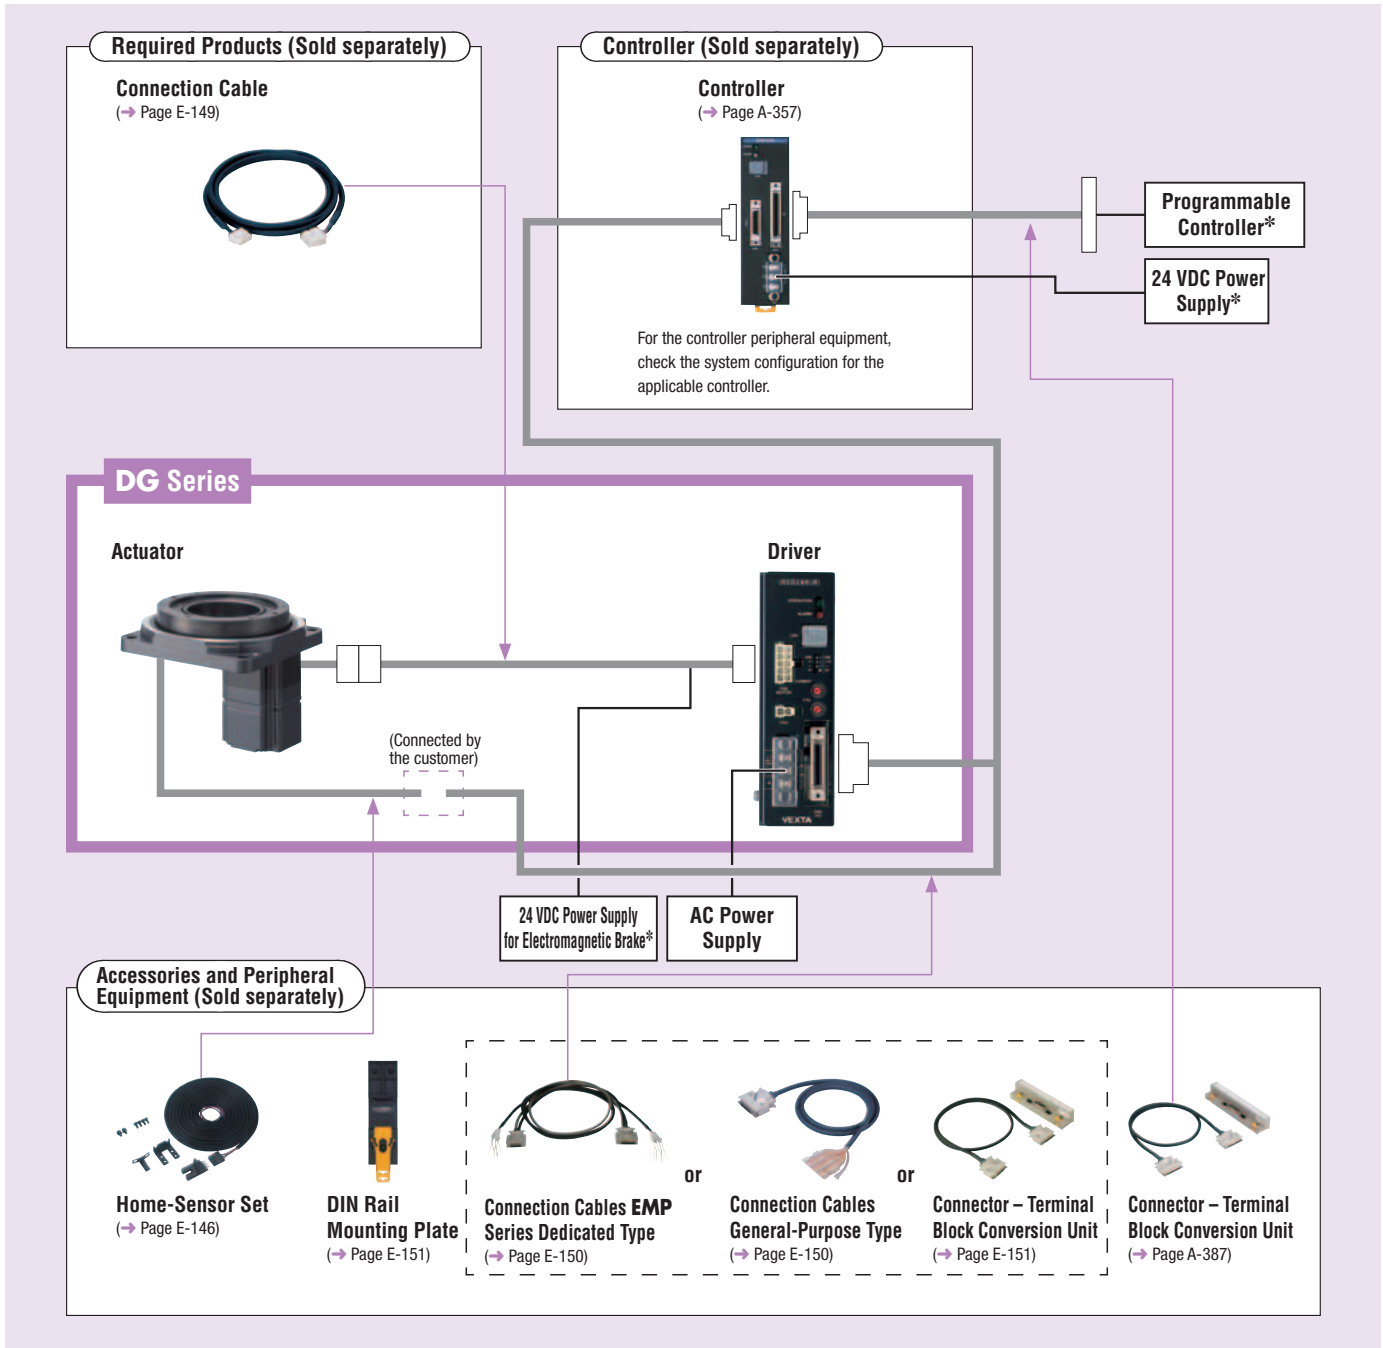 Required Products (Sold separately)
Connection Cable
(➜ Page E-149)
Controller (Sold separately)
Controller
(➜ Page A-357)
For the controller peripheral equipment,
check the system configuration for the
applicable controller.
Programmable
Controller*
24 VDC Power
Supply*
DG Series
Actuator
Driver
(Connected by
the customer)
VEXTA
24 VDC Power Supply
for Electromagnetic Brake*
AC Power
Supply
Accessories and Peripheral
Equipment (Sold separately)
Home-Sensor Set
(➜ Page E-146)
DIN Rail
Mounting Plate
(➜ Page E-151)
Connection Cables EMP
Series Dedicated Type
(➜ Page E-150)
or
Connection Cables
General-Purpose Type
(➜ Page E-150)
or
Connector – Terminal
Block Conversion Unit
(➜ Page E-151)
Connector – Terminal
Block Conversion Unit
(➜ Page A-387)